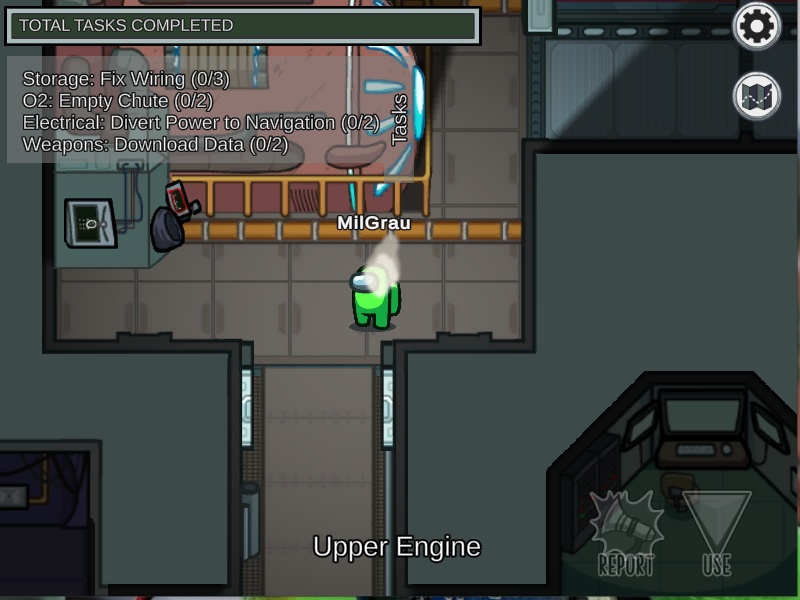 TOTAL TASKS COMPLETED
Storage: Fix Wiring (0/3)
O2: Empty Chute (0/2)
Electrical: Divert Power to Navigation (0/2)
Weapons: Download Data (0/2)
Tasks
MilGrau
Upper Engine
REPORT
USE